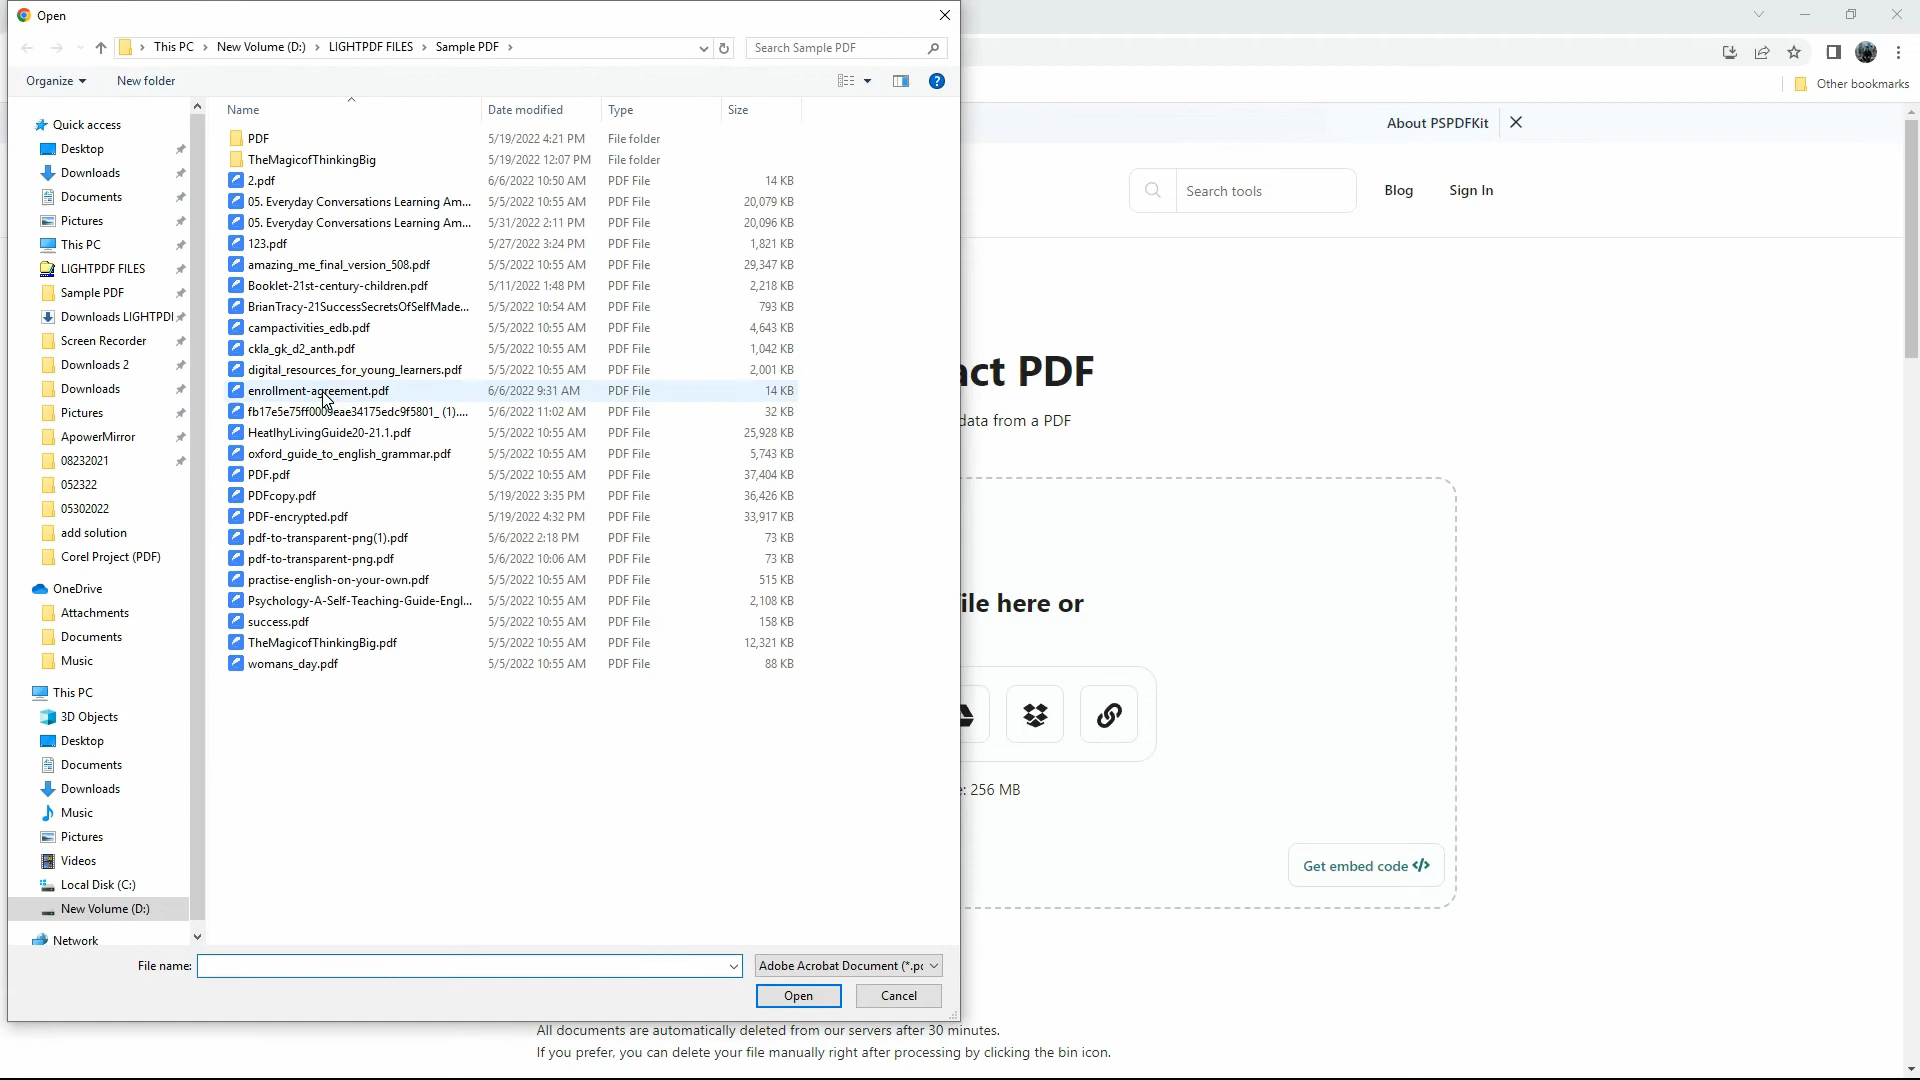 Open
This PC > New Volume (D:) > LIGHTPDF FILES > Sample PDF >
Search Sample PDF
Organize
New folder
Name
Date modified
Type
Size
Quick access
Desktop
Downloads
Documents
Pictures
This PC
LIGHTPDF FILES
Sample PDF
Downloads LIGHTPDF
Screen Recorder
Downloads 2
Downloads
Pictures
ApowerMirror
08232021
052322
05302022
add solution
Corel Project (PDF)
OneDrive
Attachments
Documents
Music
This PC
3D Objects
Desktop
Documents
Downloads
Music
Pictures
Videos
Local Disk (C:)
New Volume (D:)
Network
PDF 5/19/2022 4:21 PM File folder
TheMagicofThinkingBig 5/19/2022 12:07 PM File folder
2.pdf 6/6/2022 10:50 AM PDF File 14 KB
05. Everyday Conversations Learning Am... 5/5/2022 10:55 AM PDF File 20,079 KB
05. Everyday Conversations Learning Am... 5/31/2022 2:11 PM PDF File 20,096 KB
123.pdf 5/27/2022 3:24 PM PDF File 1,821 KB
amazing_me_final_version_508.pdf 5/5/2022 10:55 AM PDF File 29,347 KB
Booklet-21st-century-children.pdf 5/11/2022 1:48 PM PDF File 2,218 KB
BrianTracy-21SuccessSecretsOfSelfMade... 5/5/2022 10:54 AM PDF File 793 KB
campactivities_edb.pdf 5/5/2022 10:55 AM PDF File 4,643 KB
ckla_gk_d2_anth.pdf 5/5/2022 10:55 AM PDF File 1,042 KB
digital_resources_for_young_learners.pdf 5/5/2022 10:55 AM PDF File 2,001 KB
enrollment-agreement.pdf 6/6/2022 9:31 AM PDF File 14 KB
fb17e5e75ff0009eae34175edc9f5801_ (1).... 5/6/2022 11:02 AM PDF File 32 KB
HeatlhyLivingGuide20-21.1.pdf 5/5/2022 10:55 AM PDF File 25,928 KB
oxford_guide_to_english_grammar.pdf 5/5/2022 10:55 AM PDF File 5,743 KB
PDF.pdf 5/5/2022 10:55 AM PDF File 37,404 KB
PDFcopy.pdf 5/19/2022 3:35 PM PDF File 36,426 KB
PDF-encrypted.pdf 5/19/2022 4:32 PM PDF File 33,917 KB
pdf-to-transparent-png(1).pdf 5/6/2022 2:18 PM PDF File 73 KB
pdf-to-transparent-png.pdf 5/6/2022 10:06 AM PDF File 73 KB
practise-english-on-your-own.pdf 5/5/2022 10:55 AM PDF File 515 KB
Psychology-A-Self-Teaching-Guide-Engl... 5/5/2022 10:55 AM PDF File 2,108 KB
success.pdf 5/5/2022 10:55 AM PDF File 158 KB
TheMagicofThinkingBig.pdf 5/5/2022 10:55 AM PDF File 12,321 KB
womans_day.pdf 5/5/2022 10:55 AM PDF File 88 KB
File name:
Adobe Acrobat Document (*.pc
Open
Cancel
Other bookmarks
About PSPDFKit
Search tools
Blog
Sign In
act PDF
data from a PDF
ile here or
e: 256 MB
Get embed code </>
All documents are automatically deleted from our servers after 30 minutes.
If you prefer, you can delete your file manually right after processing by clicking the bin icon.